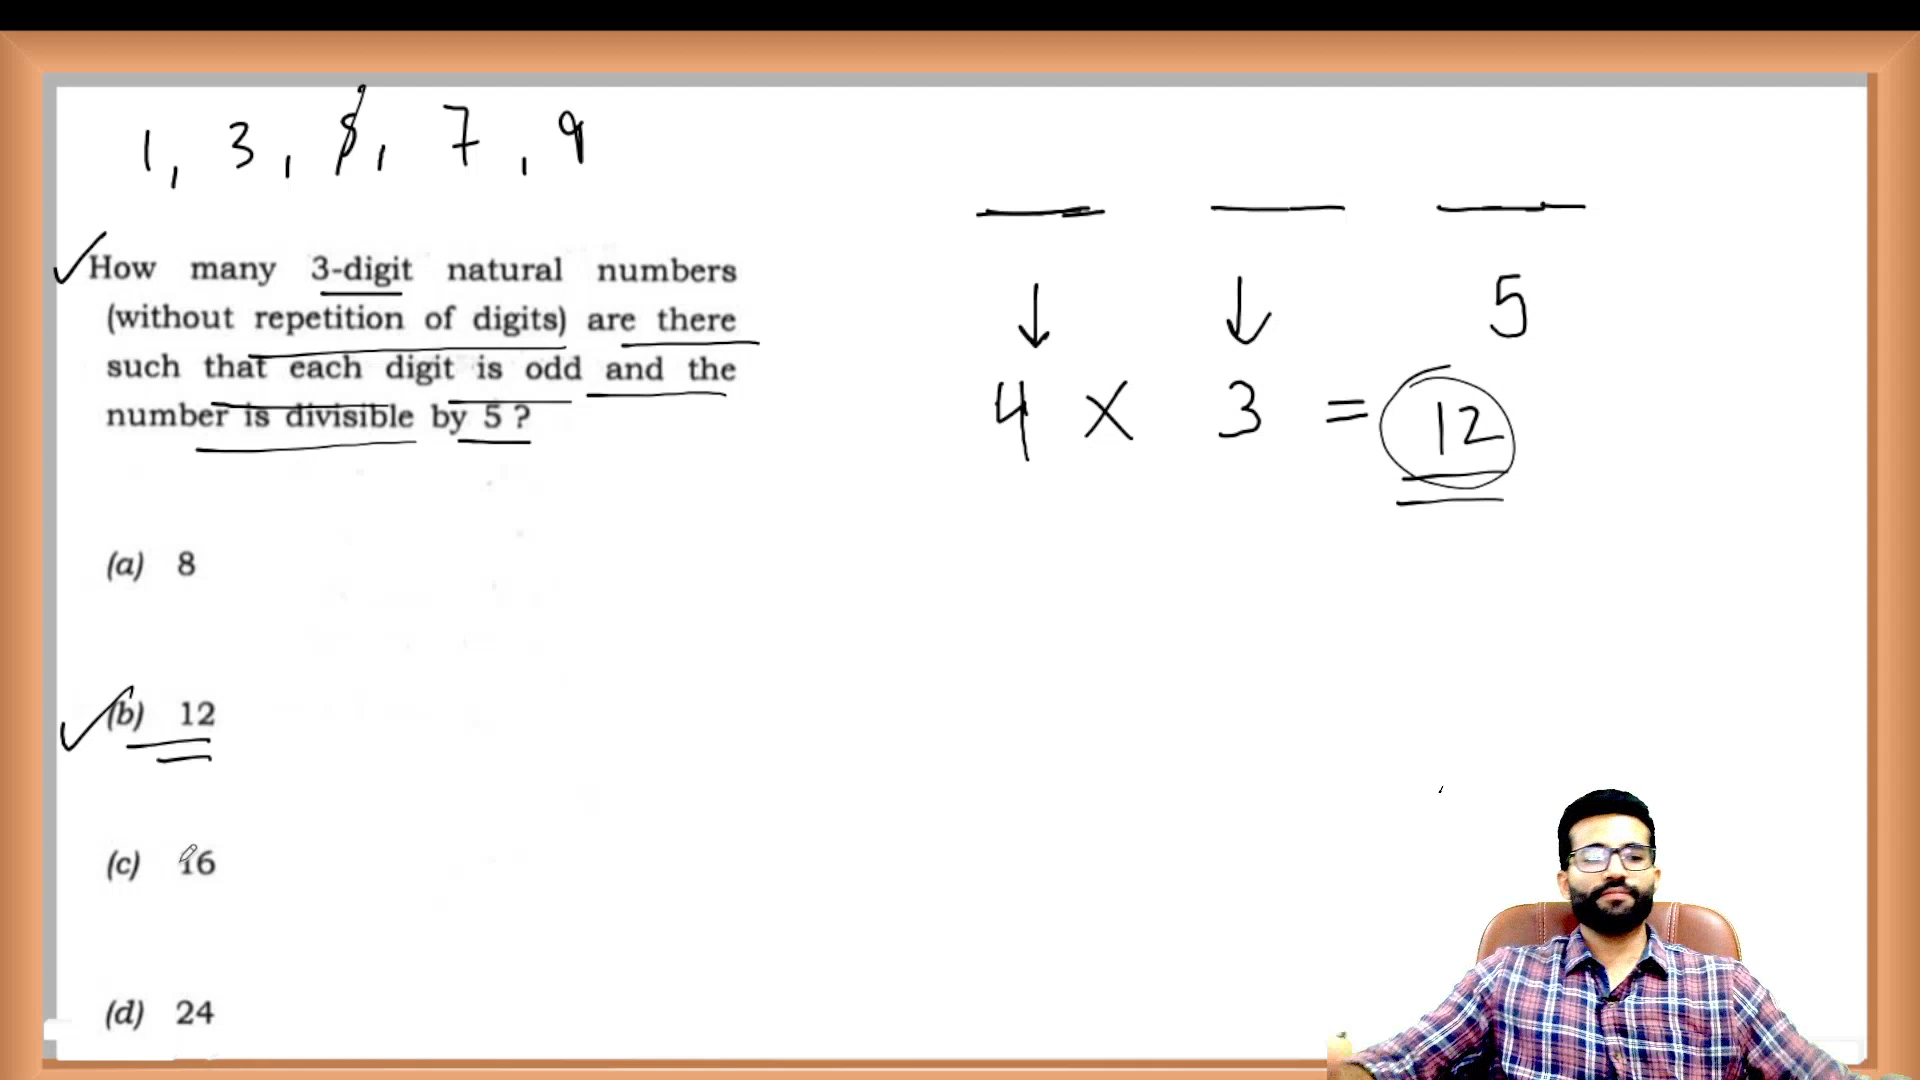 1, 3, 5, 7, 9
How many 3-digit natural numbers
(without repetition of digits) are there
such that each digit is odd and the
number is divisible by 5 ?
(a) 8
(b) 12
(c) 16
(d) 24
5
4 × 3 = 12